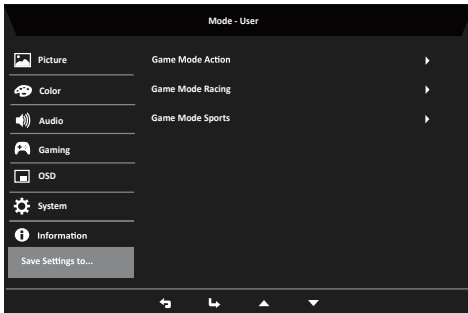 Mode - User
Picture
Color
Audio
Gaming
OSD
System
Information
Save Settings to...
Game Mode Action
Game Mode Racing
Game Mode Sports